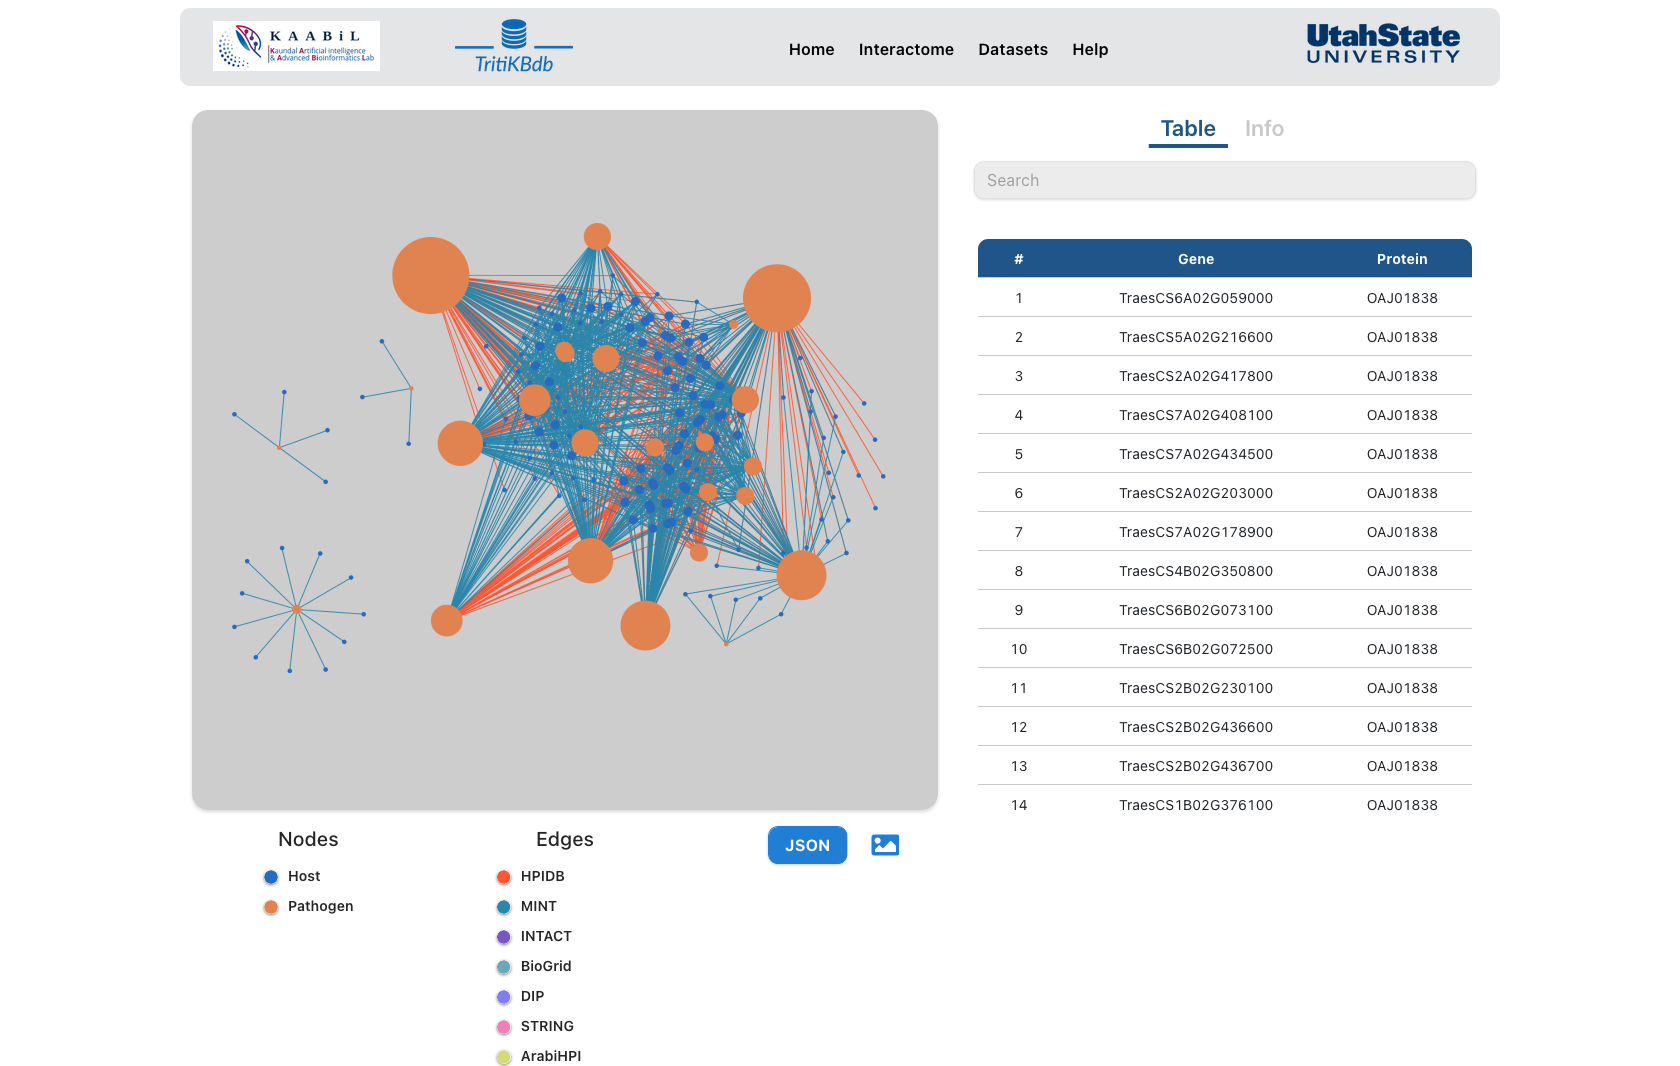 KAABiL
Kaundal Artificial intelligence
& Advanced Bioinformatics Lab
TritiKBdb
Home Interactome Datasets Help
UtahState
UNIVERSITY
Table Info
Search
# Gene Protein
1 TraesCS6A02G059000 OAJ01838
2 TraesCS5A02G216600 OAJ01838
3 TraesCS2A02G417800 OAJ01838
4 TraesCS7A02G408100 OAJ01838
5 TraesCS7A02G434500 OAJ01838
6 TraesCS2A02G203000 OAJ01838
7 TraesCS7A02G178900 OAJ01838
8 TraesCS4B02G350800 OAJ01838
9 TraesCS6B02G073100 OAJ01838
10 TraesCS6B02G072500 OAJ01838
11 TraesCS2B02G230100 OAJ01838
12 TraesCS2B02G436600 OAJ01838
13 TraesCS2B02G436700 OAJ01838
14 TraesCS1B02G376100 OAJ01838
Nodes
Host
Pathogen
Edges
HPIDB
MINT
INTACT
BioGrid
DIP
STRING
ArabiHPI
JSON